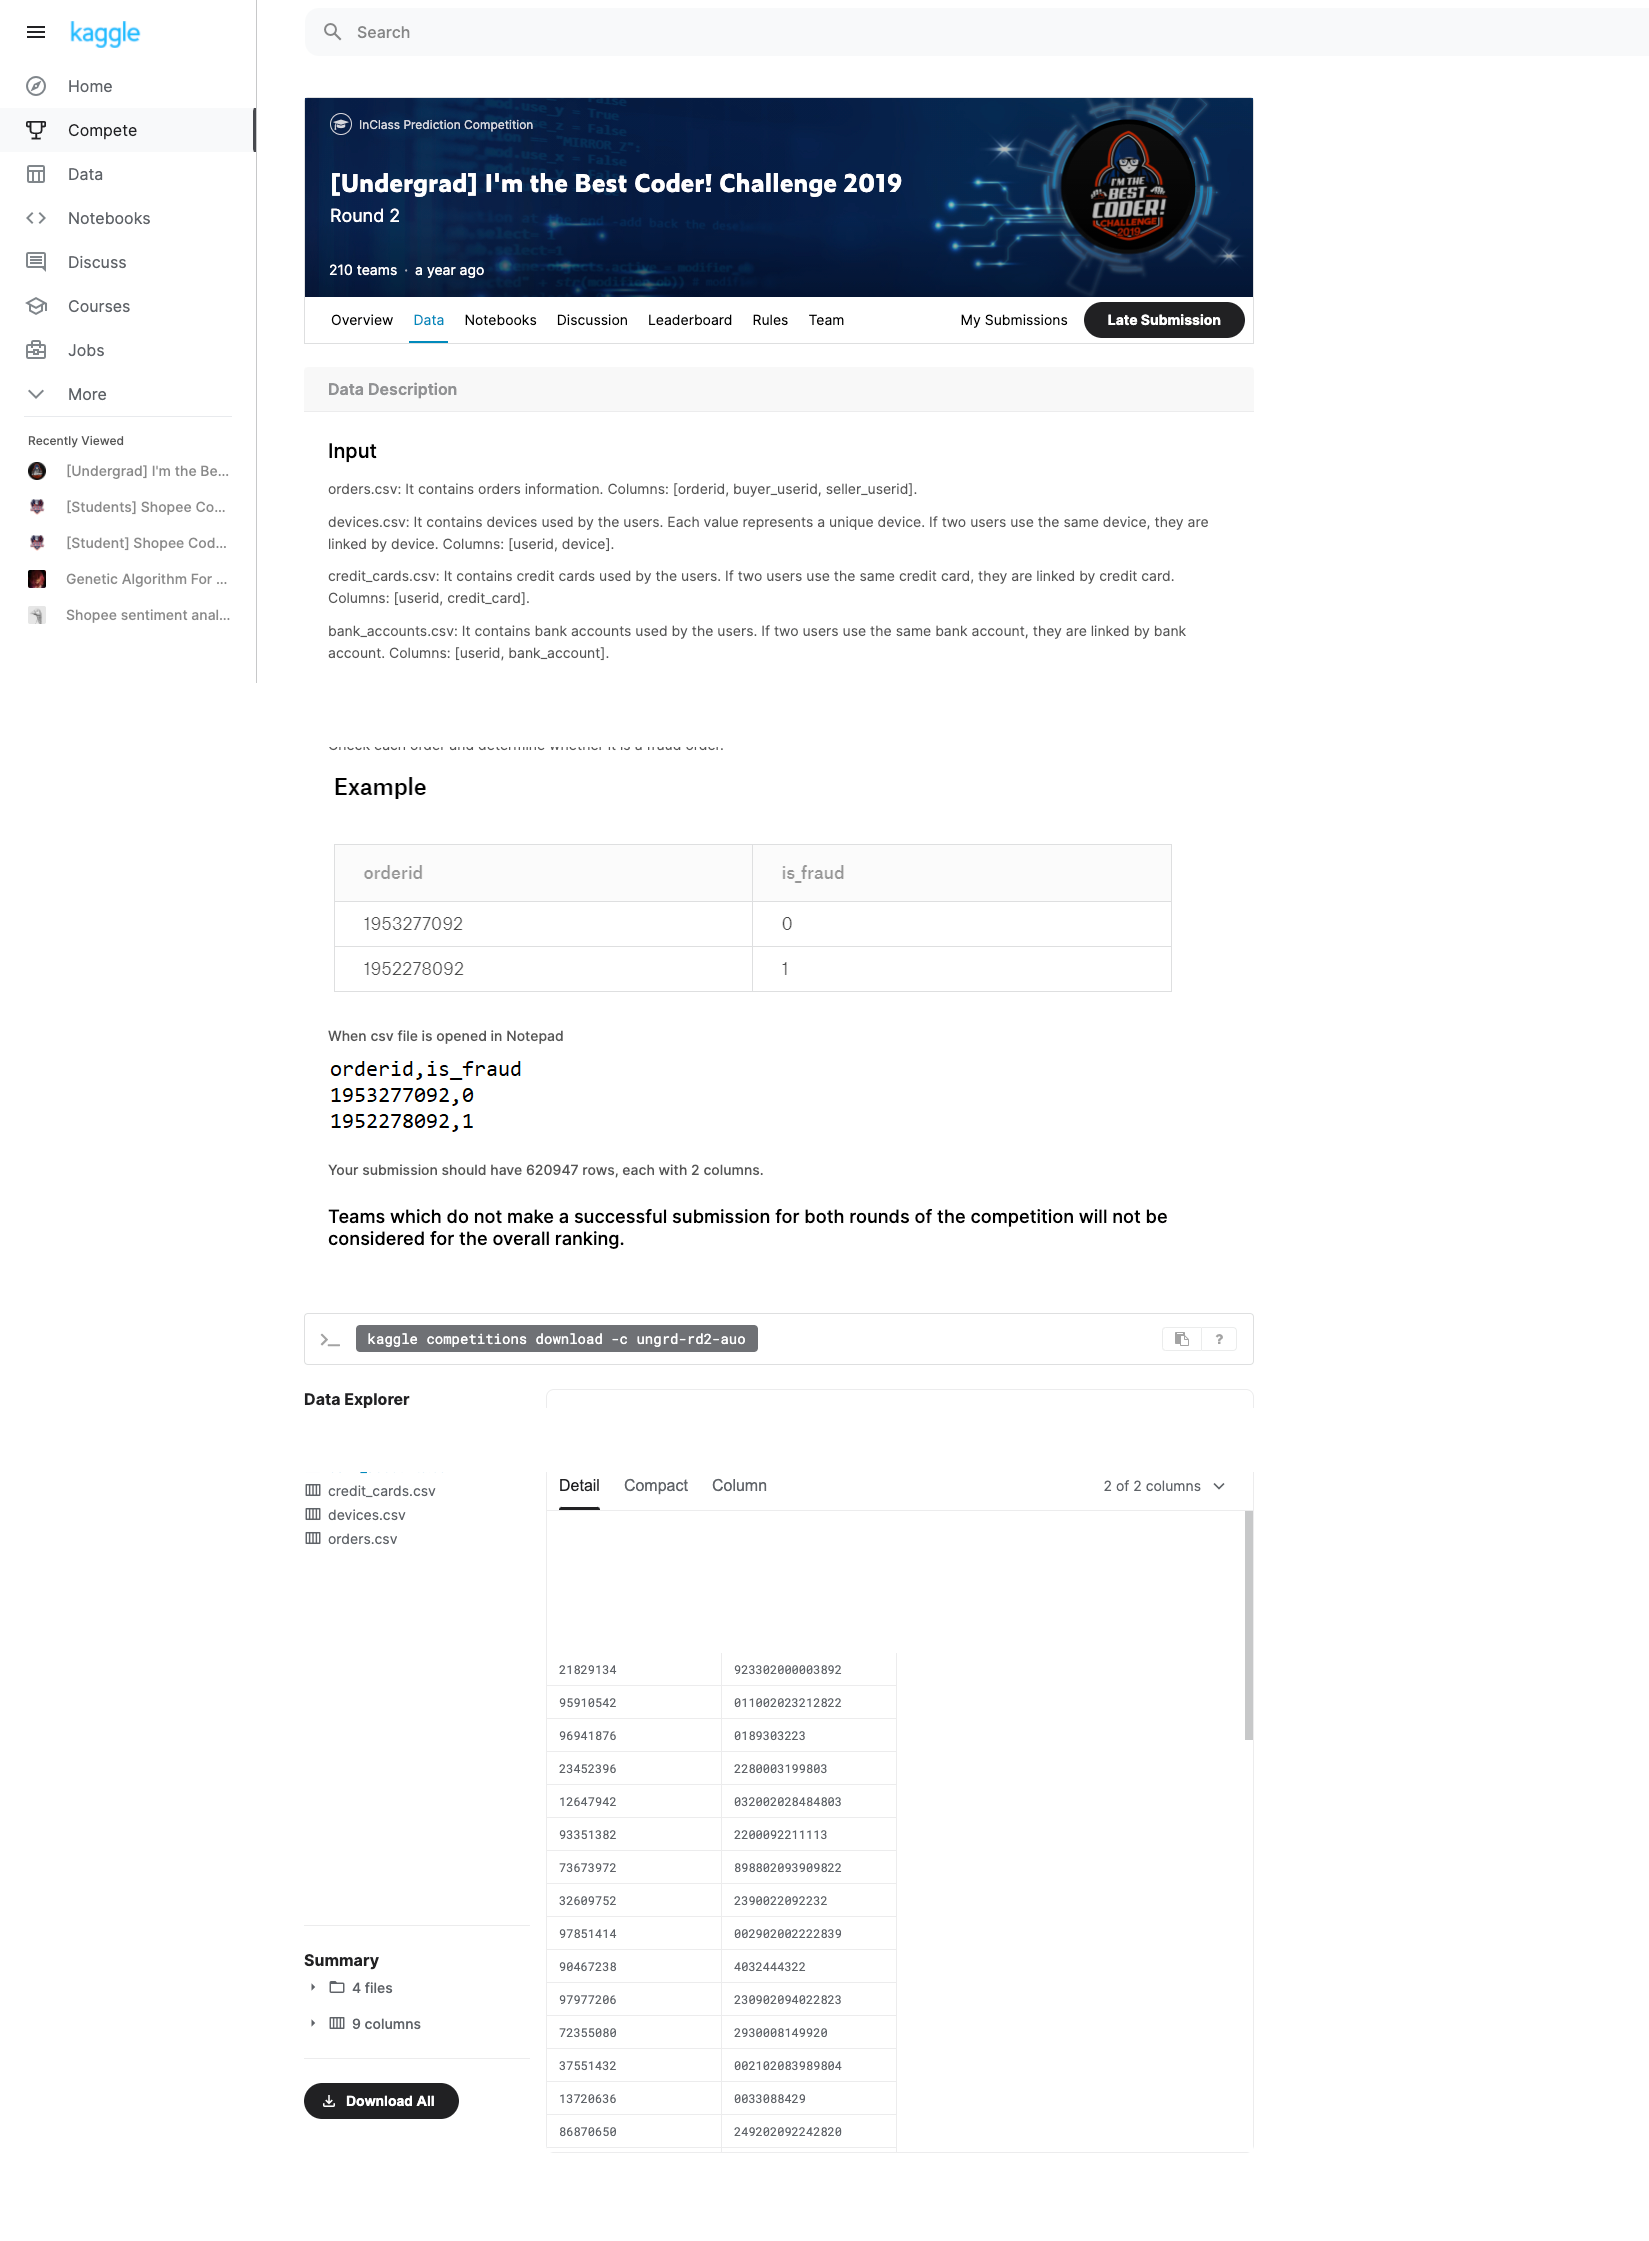 kaggle
Search
Home
Compete
Data
Notebooks
Discuss
Courses
Jobs
More
Recently Viewed
[Undergrad] I'm the Be...
[Students] Shopee Co...
[Student] Shopee Cod...
Genetic Algorithm For ...
Shopee sentiment anal...
InClass Prediction Competition
[Undergrad] I'm the Best Coder! Challenge 2019
Round 2
210 teams · a year ago
I'M THE
BEST
CODER!
CHALLENGE
2019
Overview Data Notebooks Discussion Leaderboard Rules Team My Submissions Late Submission
Data Description
Input
orders.csv: It contains orders information. Columns: [orderid, buyer_userid, seller_userid].
devices.csv: It contains devices used by the users. Each value represents a unique device. If two users use the same device, they are
linked by device. Columns: [userid, device].
credit_cards.csv: It contains credit cards used by the users. If two users use the same credit card, they are linked by credit card.
Columns: [userid, credit_card].
bank_accounts.csv: It contains bank accounts used by the users. If two users use the same bank account, they are linked by bank
account. Columns: [userid, bank_account].
Check each order and determine whether it is a fraud order.
Example
orderid is_fraud
1953277092 0
1952278092 1
When csv file is opened in Notepad
orderid,is_fraud
1953277092,0
1952278092,1
Your submission should have 620947 rows, each with 2 columns.
Teams which do not make a successful submission for both rounds of the competition will not be
considered for the overall ranking.
>_ kaggle competitions download -c ungrd-rd2-auo ?
Data Explorer
credit_cards.csv
devices.csv
orders.csv
Detail Compact Column 2 of 2 columns
21829134 923302000003892
95910542 011002023212822
96941876 0189303223
23452396 2280003199803
12647942 032002028484803
93351382 2200092211113
73673972 898802093909822
32609752 2390022092232
97851414 002902002222839
90467238 4032444322
97977206 230902094022823
72355080 2930008149920
37551432 002102083989804
13720636 0033088429
86870650 249202092242820
Summary
4 files
9 columns
Download All